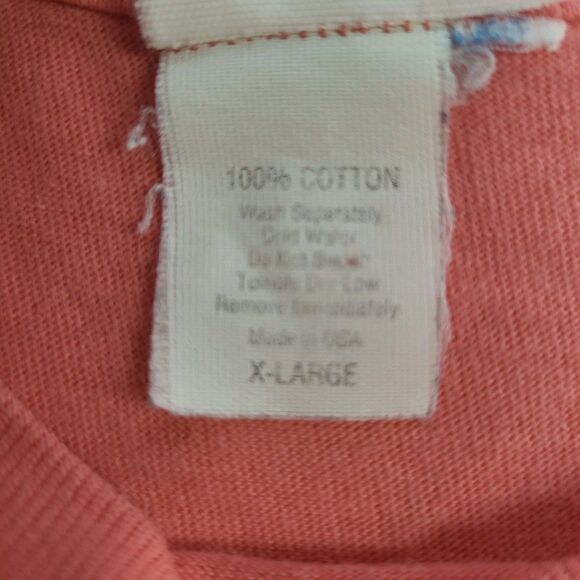 100% COTTON
Wash Separately
Cold Water
Do Not Bleach
Tumble Dry Low
Remove Immediately
Made in USA
X-LARGE